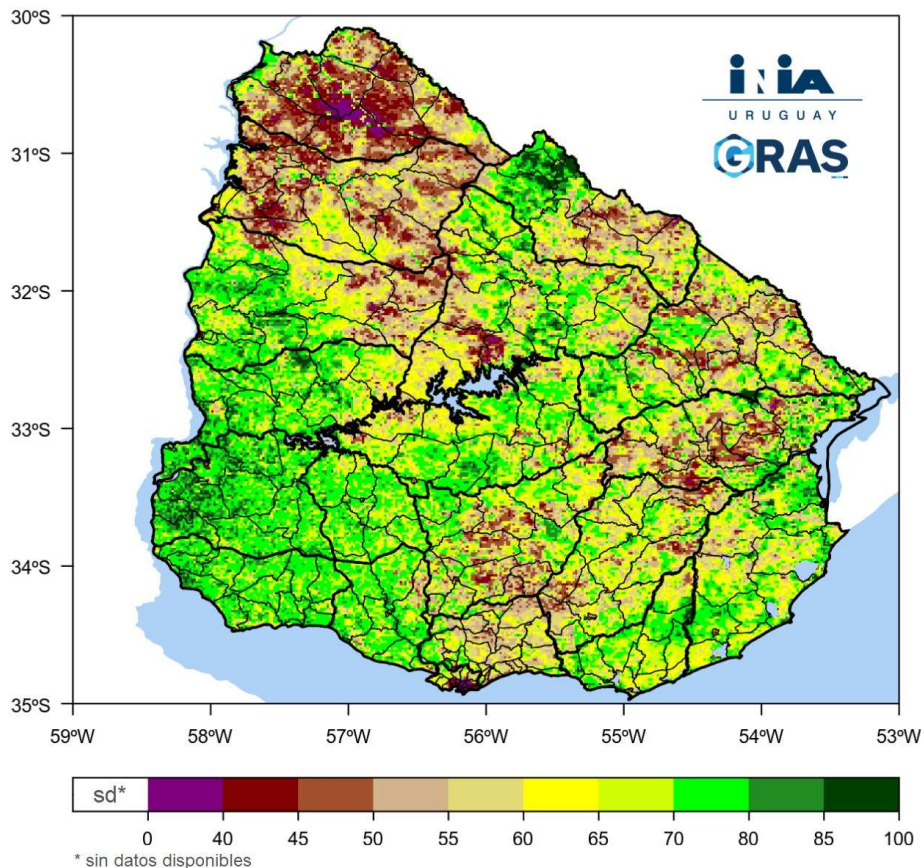 30ºS
31ºS
32ºS
33ºS
34ºS
35ºS
iNiA
URUGUAY
GRAS
59ºW 58ºW 57ºW 56ºW 55ºW 54ºW 53ºW
sd*
0 40 45 50 55 60 65 70 80 85 100
* sin datos disponibles